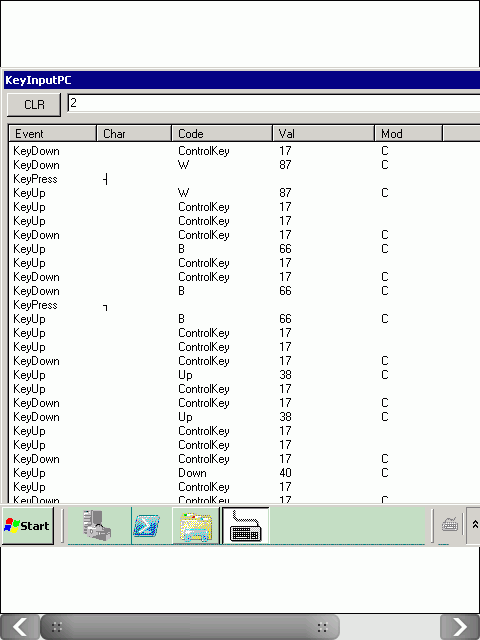 KeyInputPC
CLR 2
Event Char Code Val Mod
KeyDown ControlKey 17 C
KeyDown W 87 C
KeyPress ┤
KeyUp W 87 C
KeyUp ControlKey 17
KeyUp ControlKey 17
KeyDown ControlKey 17 C
KeyUp B 66 C
KeyUp ControlKey 17
KeyDown ControlKey 17 C
KeyDown B 66 C
KeyPress ┐
KeyUp B 66 C
KeyUp ControlKey 17
KeyUp ControlKey 17
KeyDown ControlKey 17 C
KeyUp Up 38 C
KeyUp ControlKey 17
KeyDown ControlKey 17 C
KeyDown Up 38 C
KeyUp ControlKey 17
KeyUp ControlKey 17
KeyDown ControlKey 17 C
KeyUp Down 40 C
KeyUp ControlKey 17
KeyDown ControlKey 17 C
Start